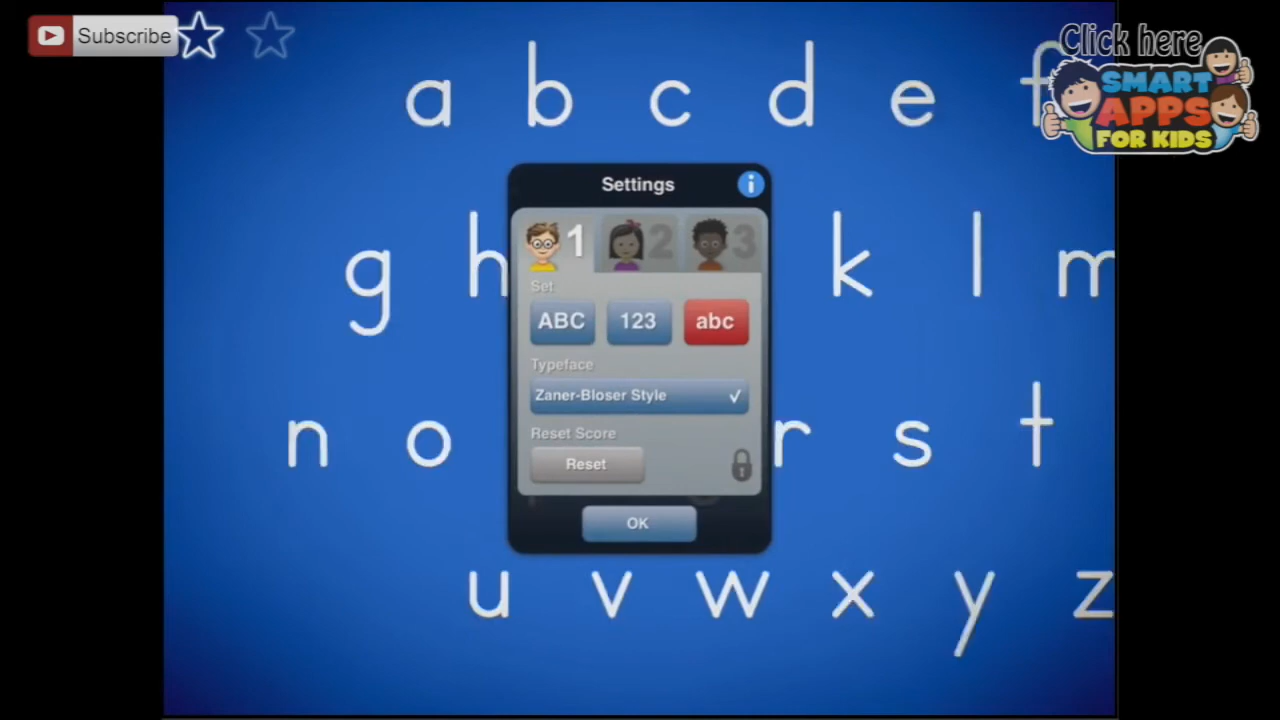 Subscribe
Click here
SMART
APPS
FOR KIDS
a b c d e f
Settings
i
1 2 3
g h k l m
Set
ABC 123 abc
Typeface
Zaner-Bloser Style
n o r s t
Reset Score
Reset
OK
u v w x y z